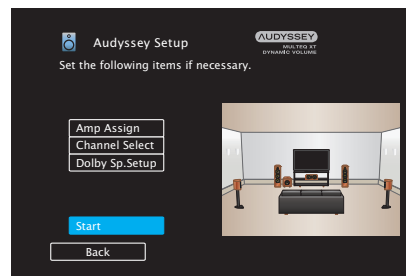 Audyssey Setup
AUDYSSEY
MULTEQ XT
DYNAMIC VOLUME
Set the following items if necessary.
Amp Assign
Channel Select
Dolby Sp.Setup
Start
Back